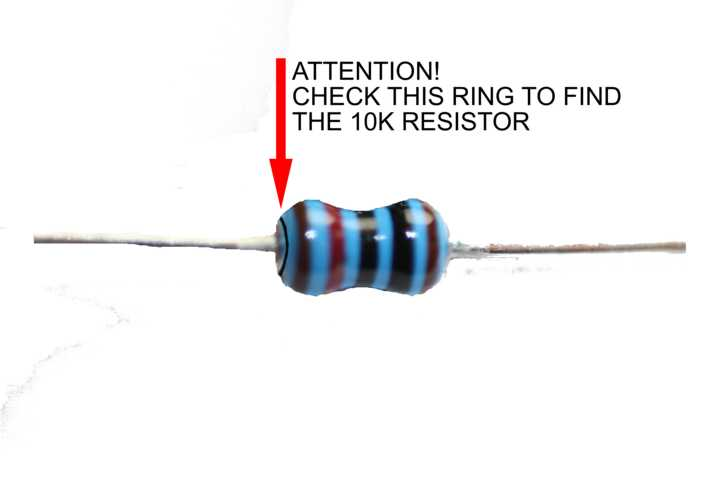 ATTENTION!
CHECK THIS RING TO FIND
THE 10K RESISTOR